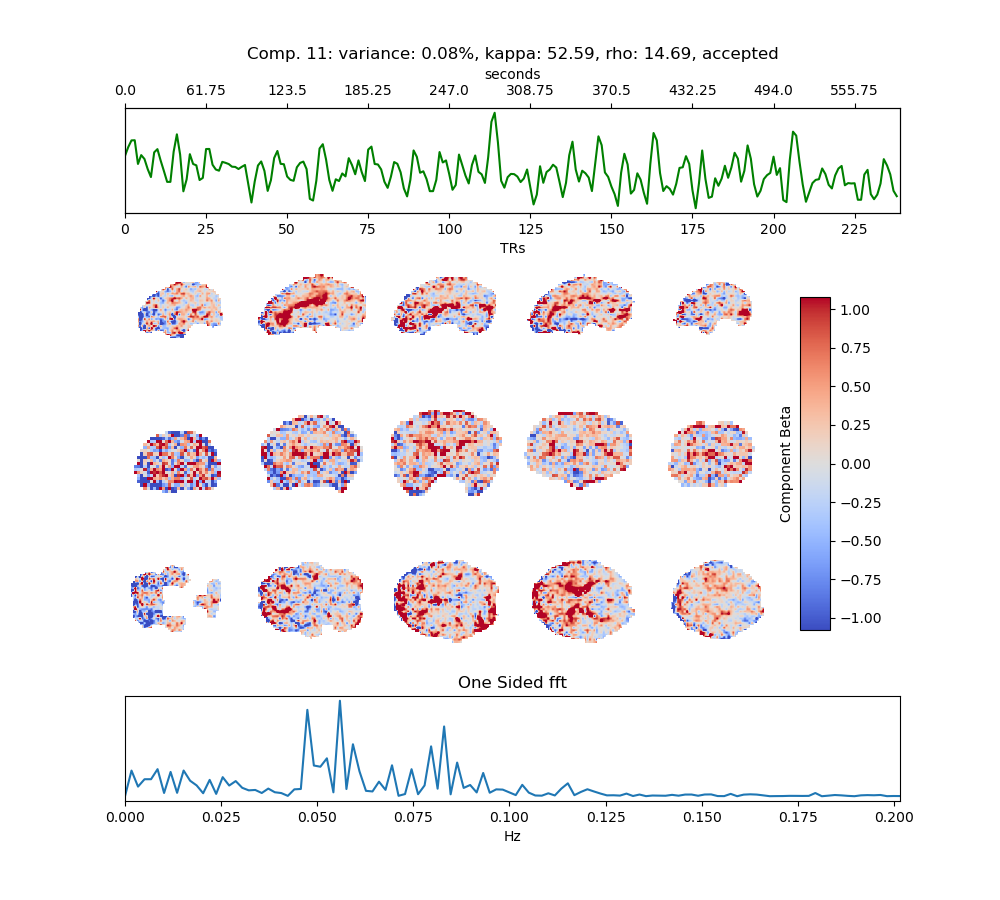 Comp. 11: variance: 0.08%, kappa: 52.59, rho: 14.69, accepted
seconds
0.0 61.75 123.5 185.25 247.0 308.75 370.5 432.25 494.0 555.75
0 25 50 75 100 125 150 175 200 225
TRs
1.00
0.75
0.50
0.25
0.00
−0.25
−0.50
−0.75
−1.00
Component Beta
One Sided fft
0.000 0.025 0.050 0.075 0.100 0.125 0.150 0.175 0.200
Hz